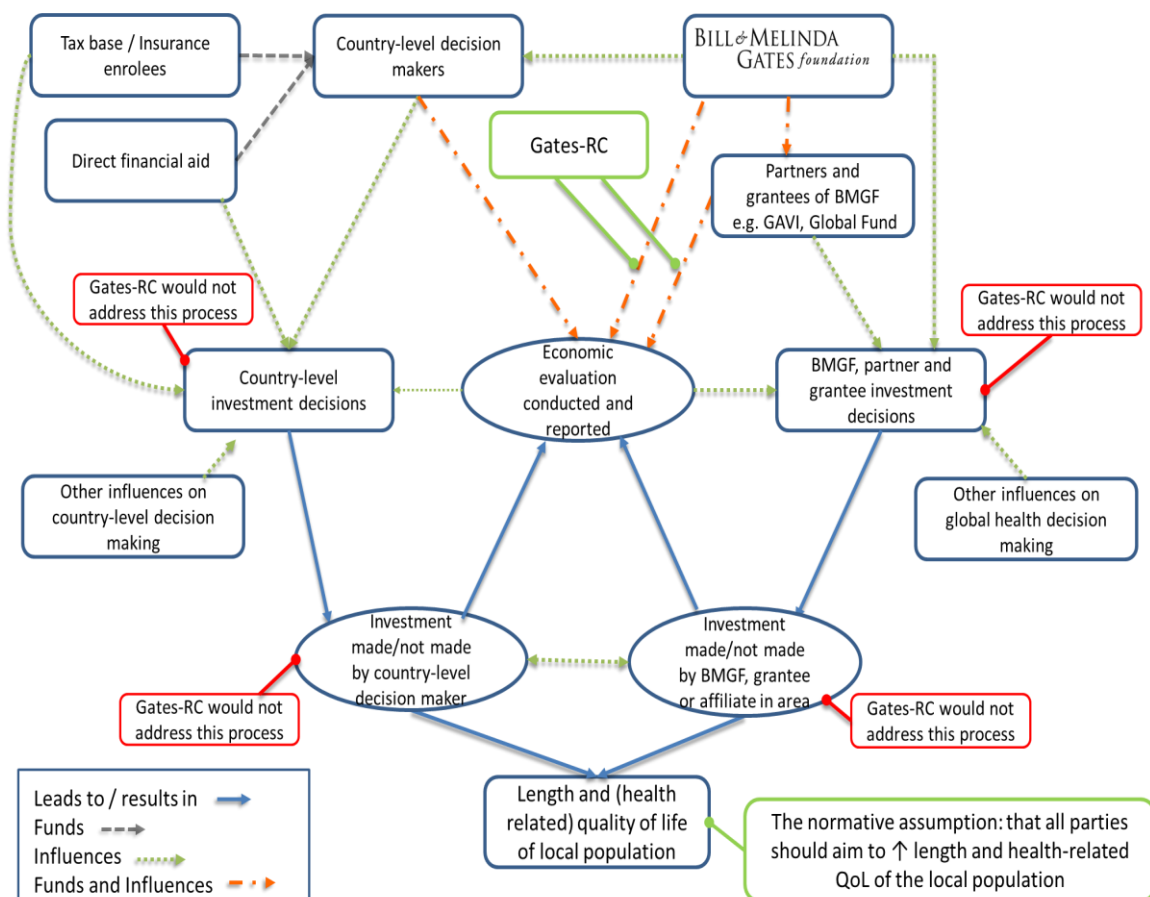 Tax base / Insurance
enrolees
Country-level decision
makers
BILL & MELINDA
GATES foundation
Direct financial aid
Gates-RC
Partners and
grantees of BMGF
e.g. GAVI, Global Fund
Gates-RC would not
address this process
Gates-RC would not
address this process
Country-level
investment decisions
Economic
evaluation
conducted and
reported
BMGF, partner and
grantee investment
decisions
Other influences on
country-level decision
making
Other influences on
global health decision
making
Investment
made/not made
by country-level
decision maker
Investment
made/not made
by BMGF, grantee
or affiliate in area
Gates-RC would not
address this process
Gates-RC would not
address this process
Leads to / results in
Funds
Influences
Funds and Influences
Length and (health
related) quality of life
of local population
The normative assumption: that all parties
should aim to ↑ length and health-related
QoL of the local population